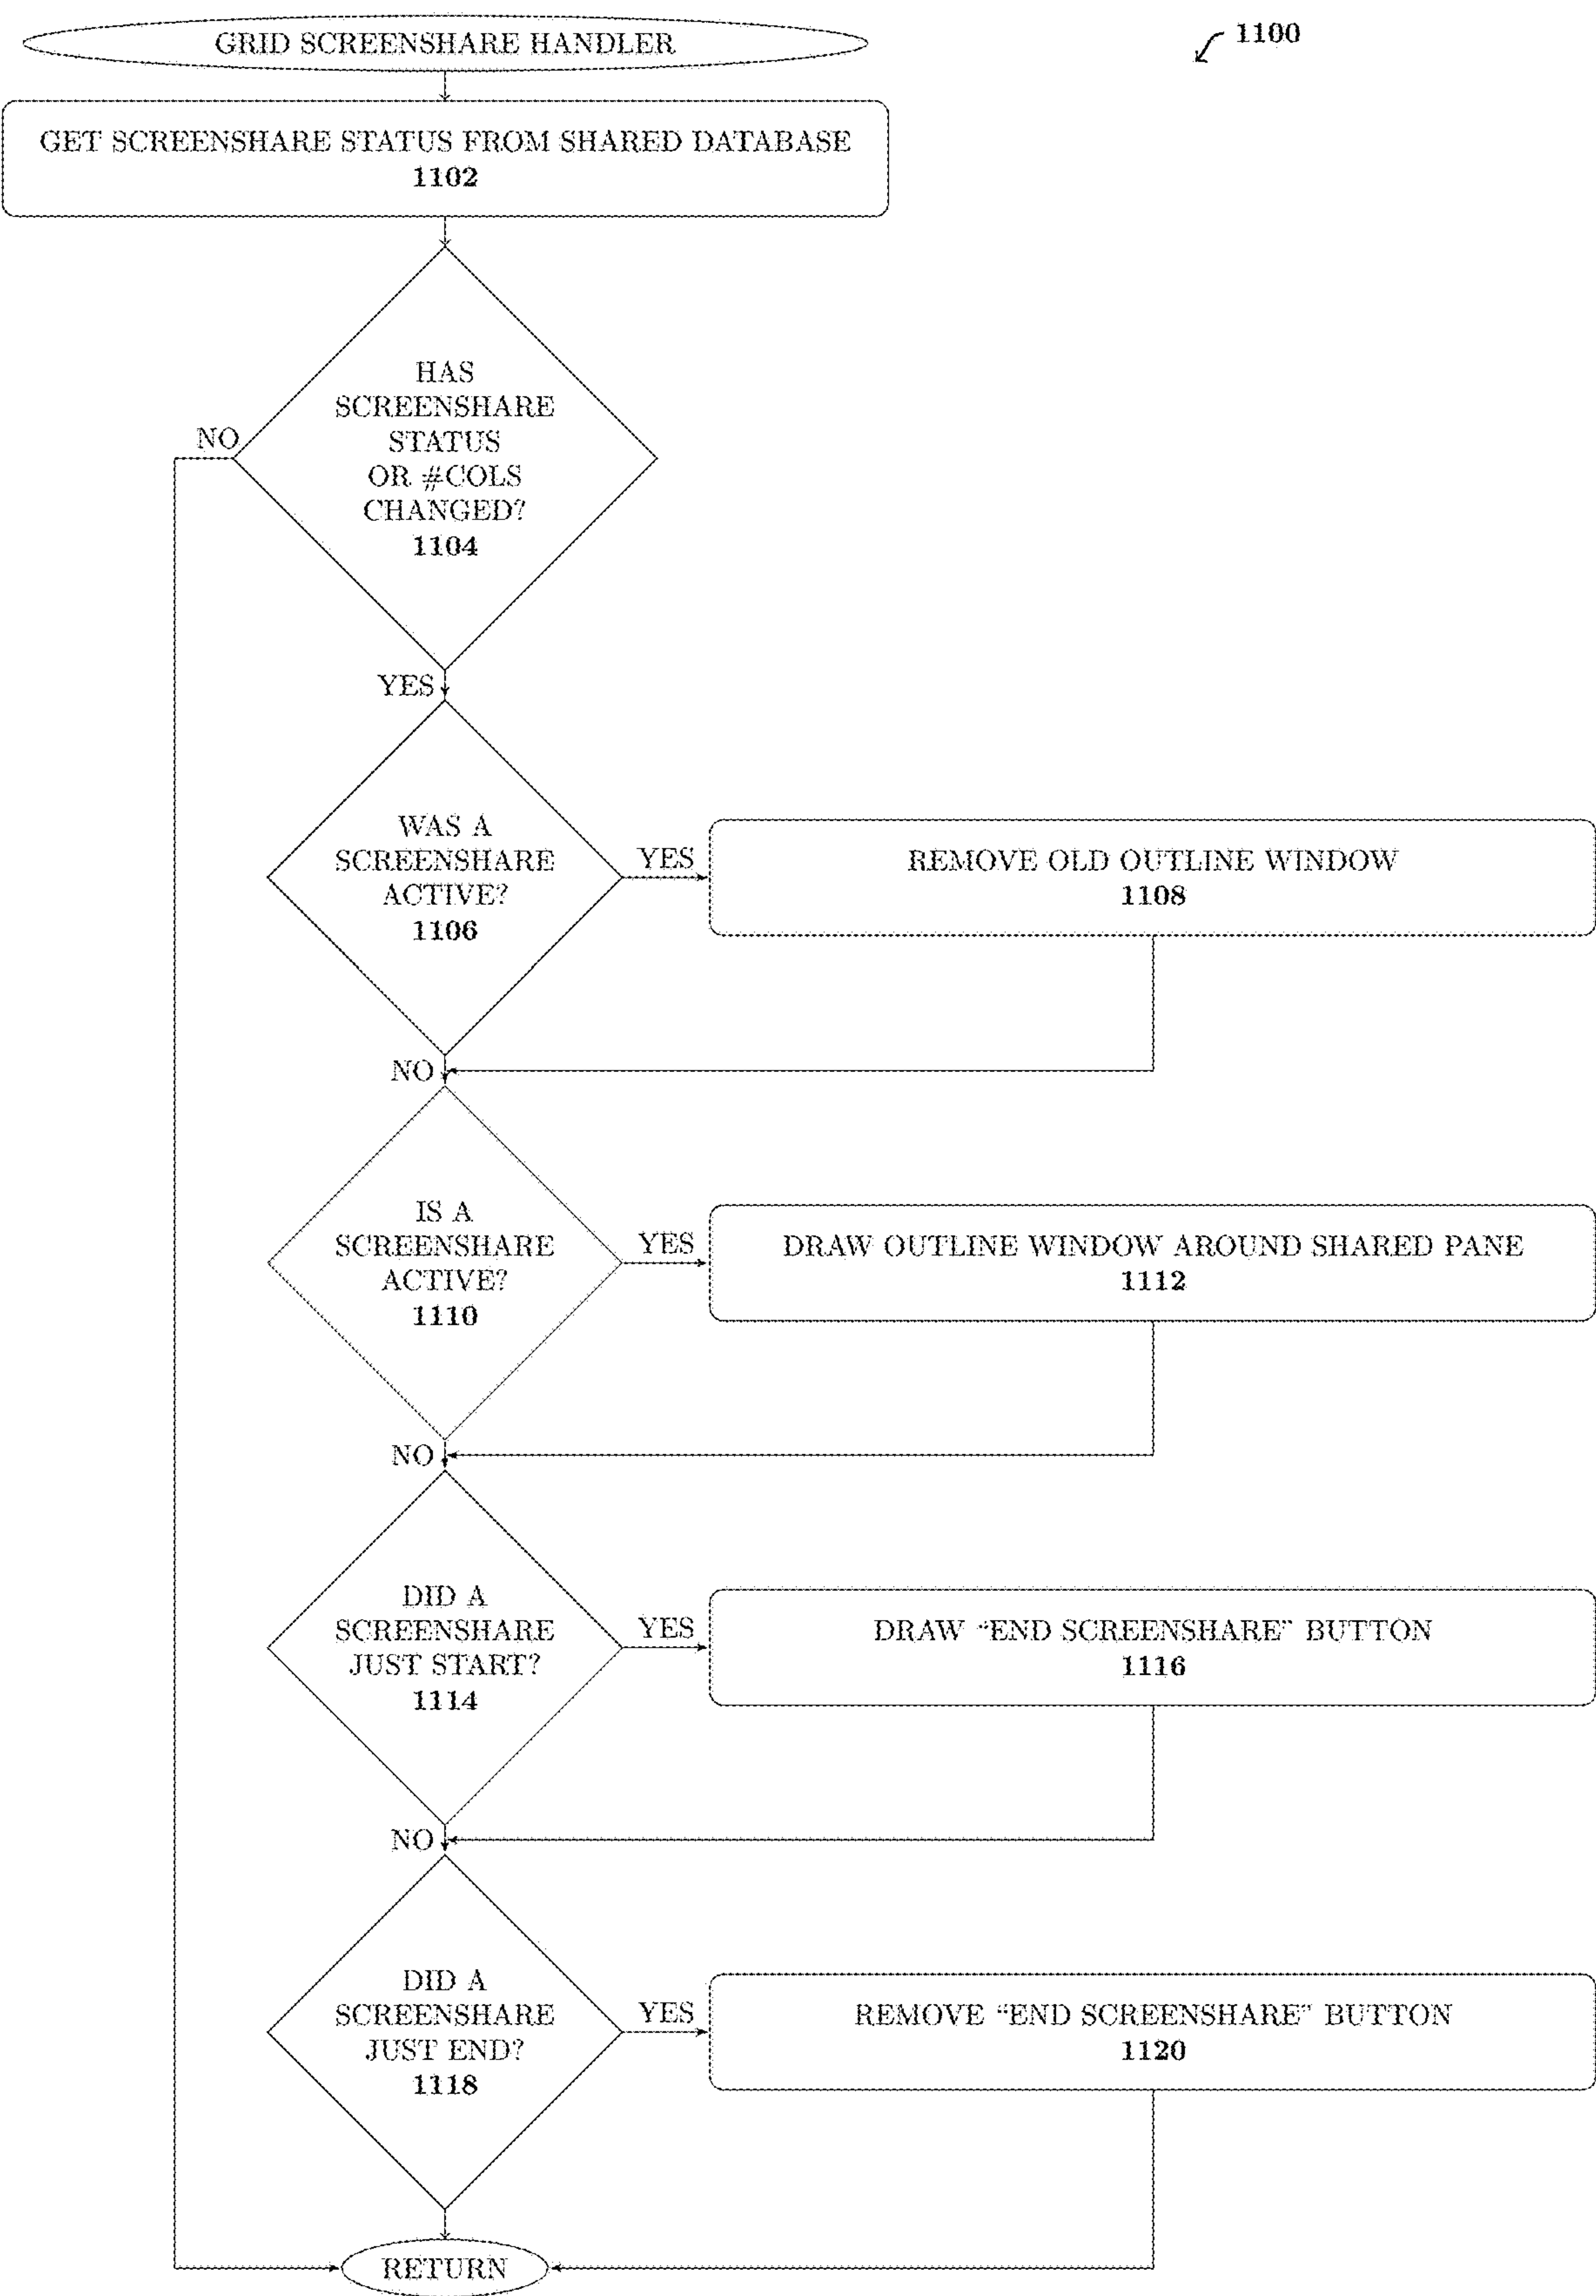 GRID SCREENSHARE HANDLER
1100
GET SCREENSHARE STATUS FROM SHARED DATABASE
1102
HAS
SCREENSHARE
STATUS
OR #COLS
CHANGED?
1104
NO
YES
WAS A
SCREENSHARE
ACTIVE?
1106
YES
REMOVE OLD OUTLINE WINDOW
1108
NO
IS A
SCREENSHARE
ACTIVE?
1110
YES
DRAW OUTLINE WINDOW AROUND SHARED PANE
1112
NO
DID A
SCREENSHARE
JUST START?
1114
YES
DRAW “END SCREENSHARE” BUTTON
1116
NO
DID A
SCREENSHARE
JUST END?
1118
YES
REMOVE “END SCREENSHARE” BUTTON
1120
RETURN